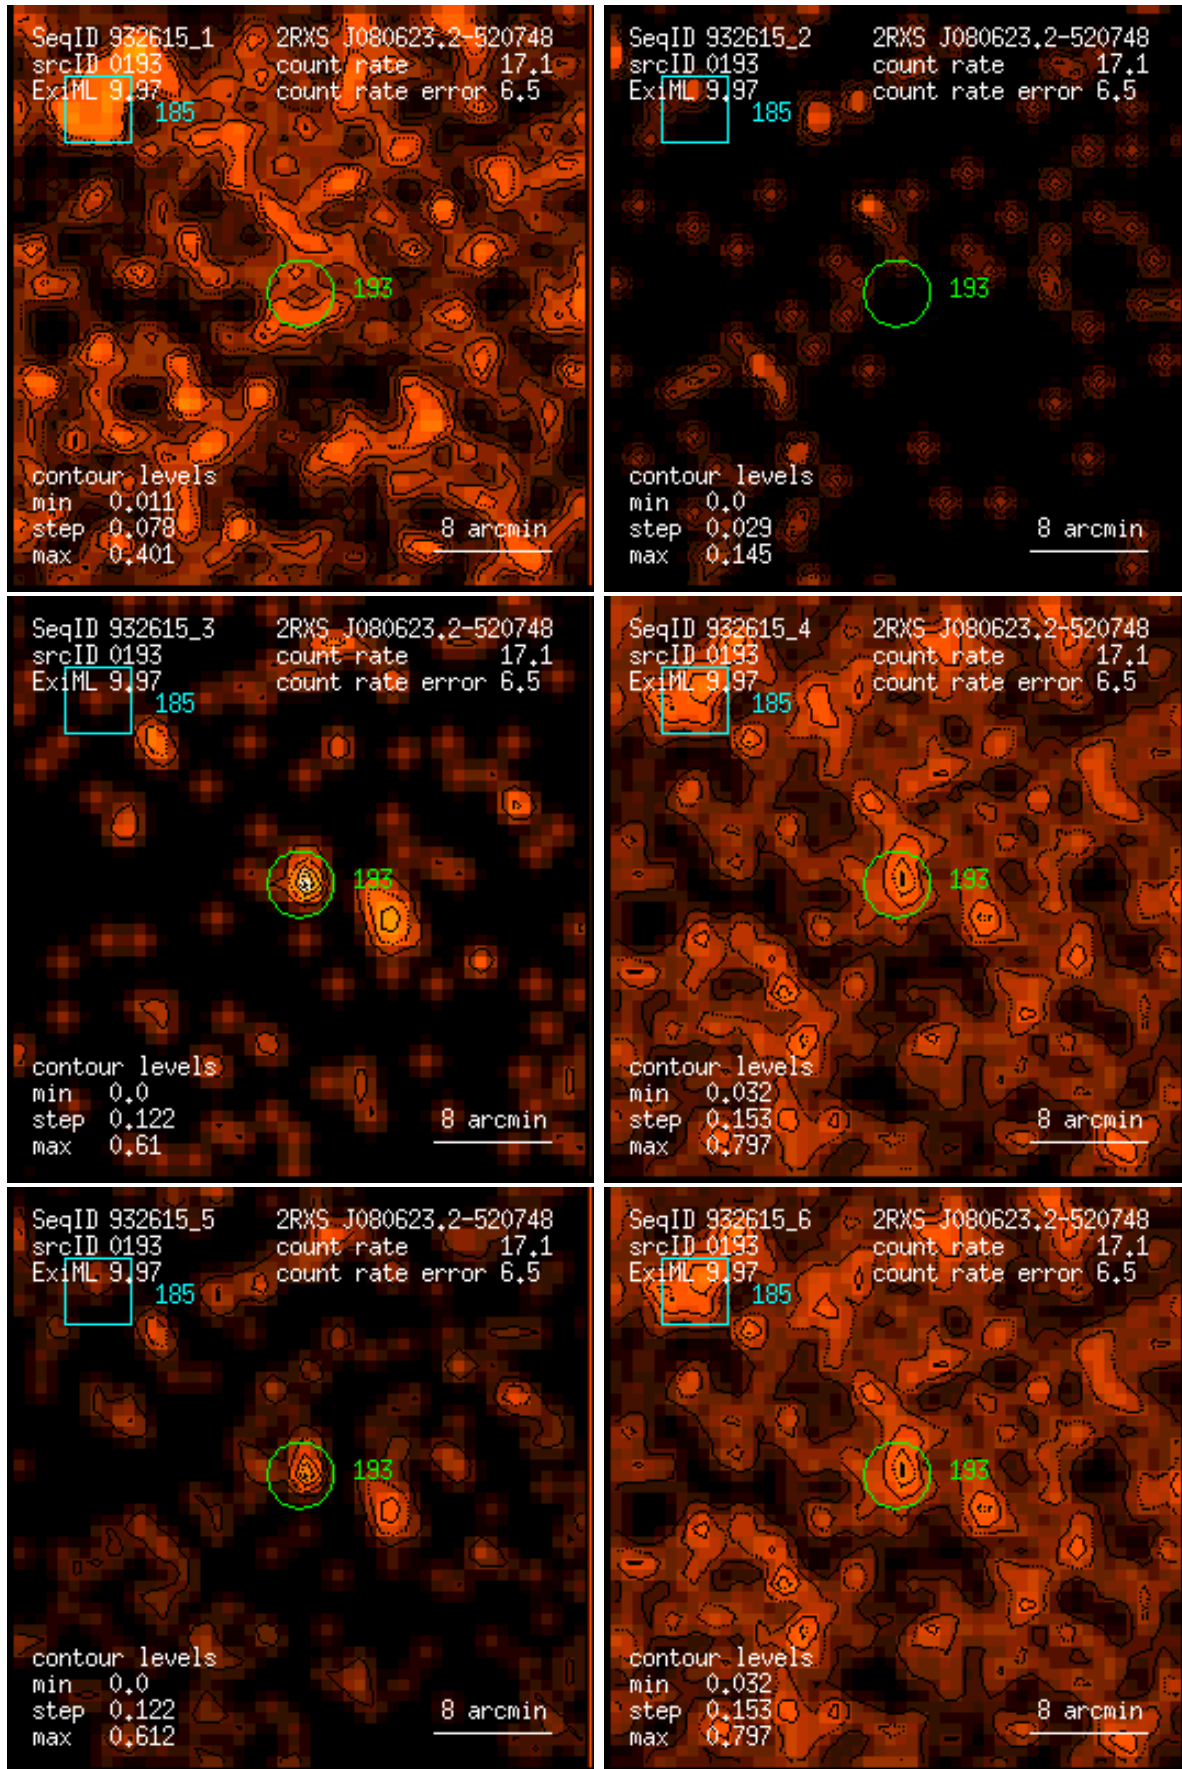 SeqID 932615_1 2RXS J080623.2-520748
srcID 0193 count rate 17.1
ExiML 9.97 count rate error 6.5
185
193
contour levels
min 0.011
step 0.078 8 arcmin
max 0.401
SeqID 932615_2 2RXS J080623.2-520748
srcID 0193 count rate 17.1
ExiML 9.97 count rate error 6.5
185
193
contour levels
min 0.0
step 0.029 8 arcmin
max 0.145
SeqID 932615_3 2RXS J080623.2-520748
srcID 0193 count rate 17.1
ExiML 9.97 count rate error 6.5
185
193
contour levels
min 0.0
step 0.122 8 arcmin
max 0.61
SeqID 932615_4 2RXS J080623.2-520748
srcID 0193 count rate 17.1
ExiML 9.97 count rate error 6.5
185
193
contour levels
min 0.032
step 0.153 8 arcmin
max 0.797
SeqID 932615_5 2RXS J080623.2-520748
srcID 0193 count rate 17.1
ExiML 9.97 count rate error 6.5
185
193
contour levels
min 0.0
step 0.122 8 arcmin
max 0.612
SeqID 932615_6 2RXS J080623.2-520748
srcID 0193 count rate 17.1
ExiML 9.97 count rate error 6.5
185
193
contour levels
min 0.032
step 0.153 8 arcmin
max 0.797